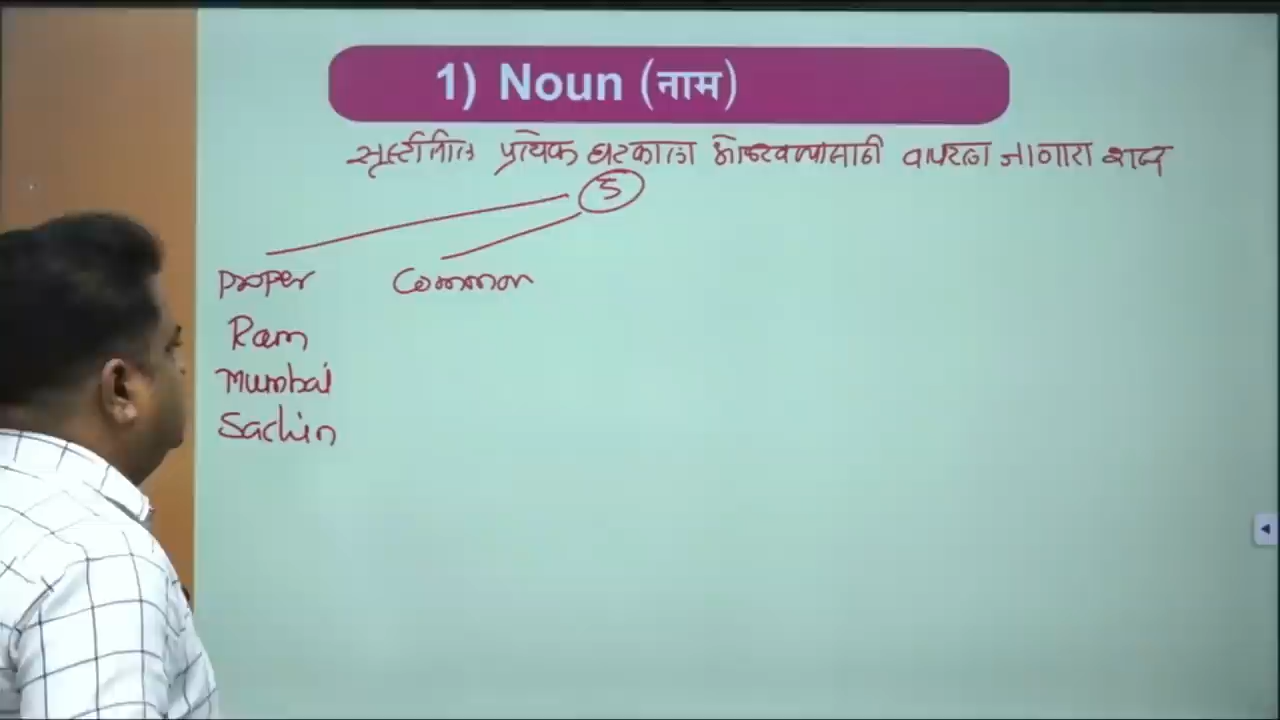 1) Noun (नाम)
सृष्टीतील प्रत्येक घटकाला ओळखण्यासाठी वापरला जाणारा शब्द
5
Proper Common
Ram
Mumbai
Sachin